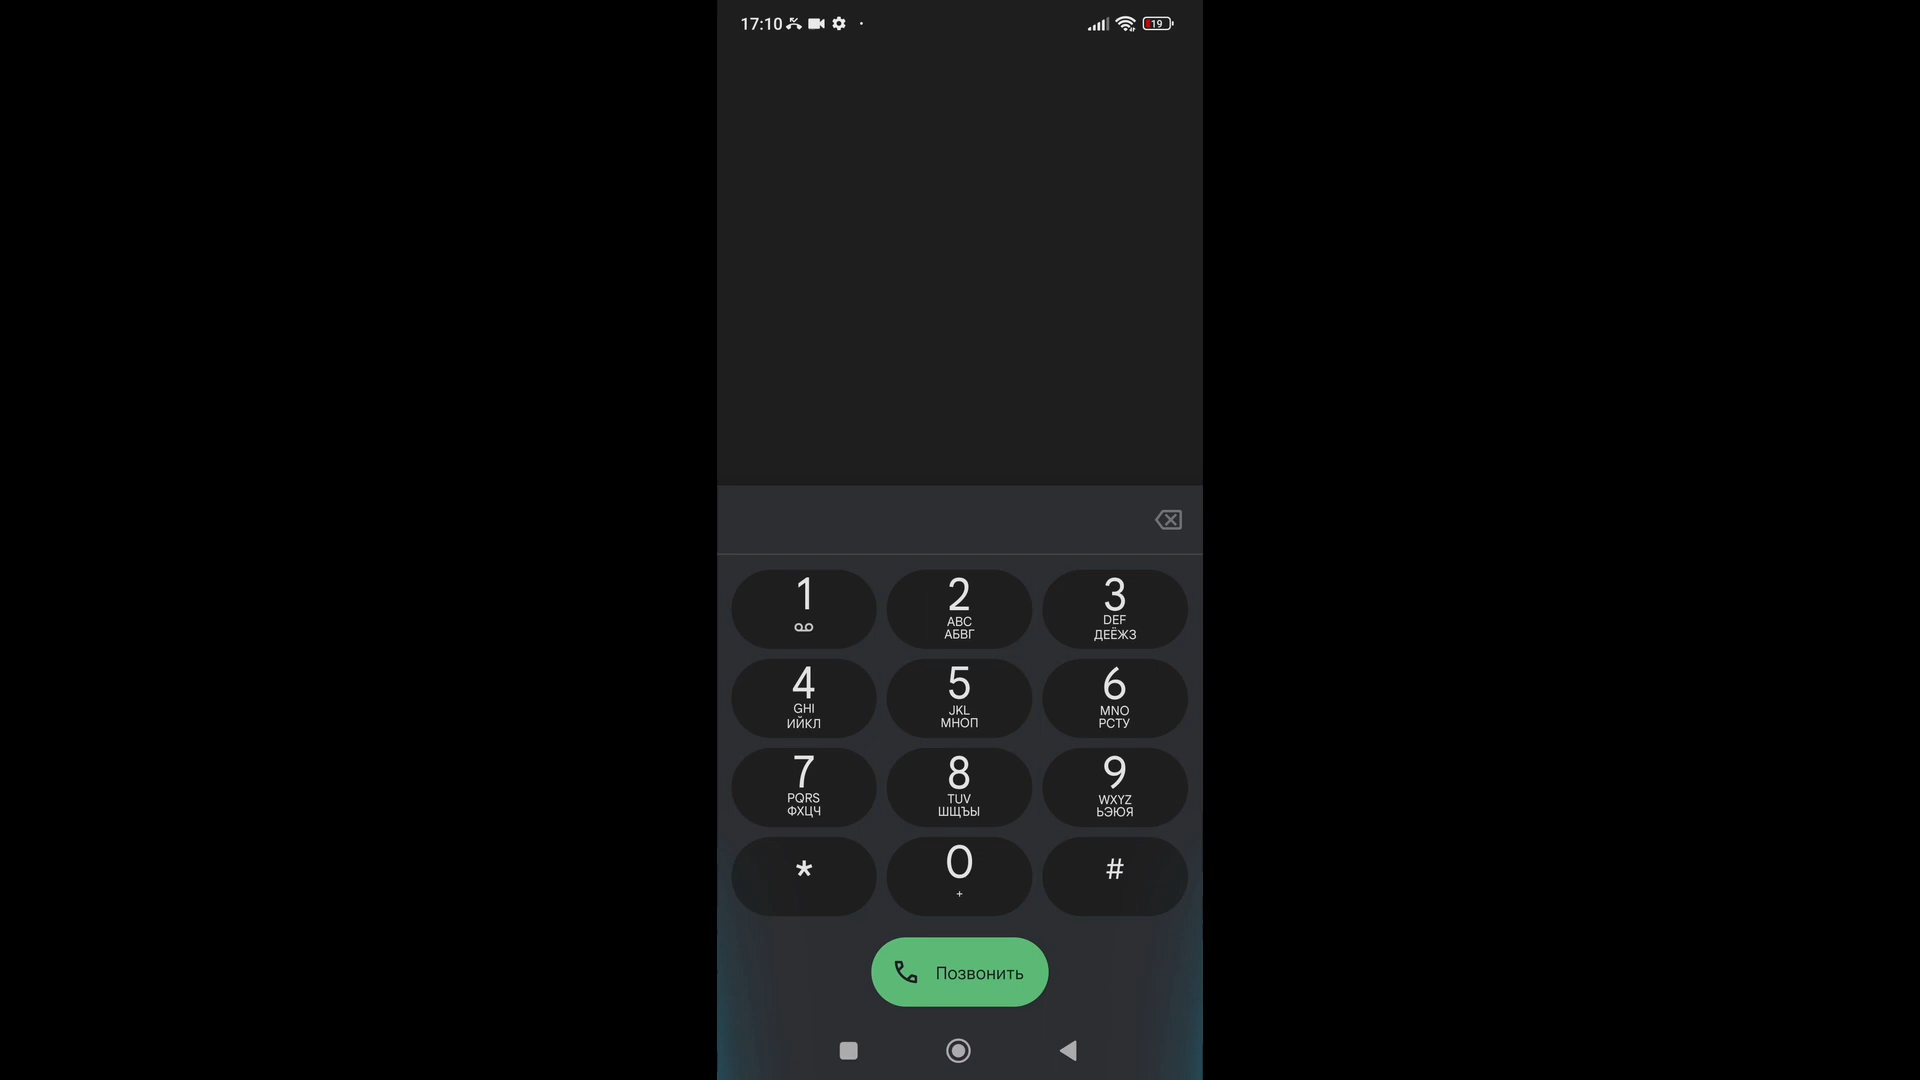 17:10
19
1
2
ABC
АБВГ
3
DEF
ДЕЁЖЗ
4
GHI
ИЙКЛ
5
JKL
МНОП
6
MNO
РСТУ
7
PQRS
ФХЦЧ
8
TUV
ШЩЪЫ
9
WXYZ
ЬЭЮЯ
*
0
+
#
Позвонить